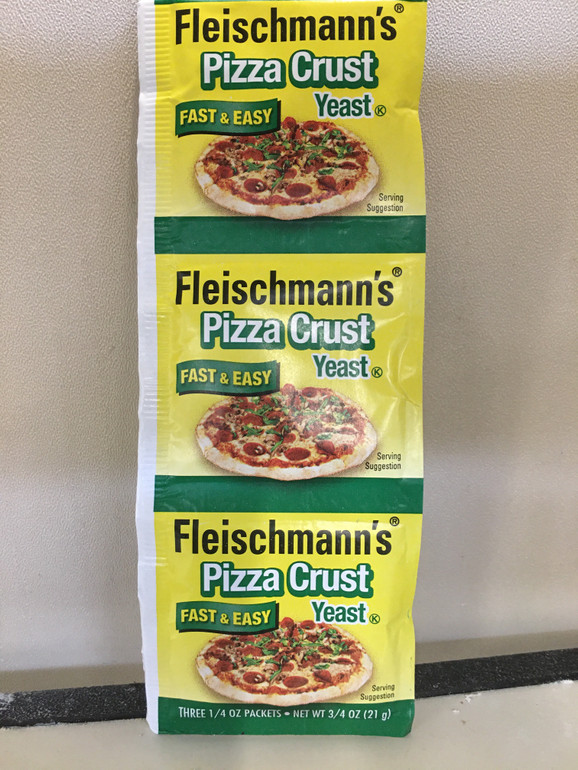 Fleischmann's®
Pizza Crust
Yeast K
FAST & EASY
Serving
Suggestion
Fleischmann's®
Pizza Crust
Yeast K
FAST & EASY
Serving
Suggestion
Fleischmann's®
Pizza Crust
Yeast K
FAST & EASY
Serving
Suggestion
THREE 1/4 OZ PACKETS • NET WT 3/4 OZ (21 g)